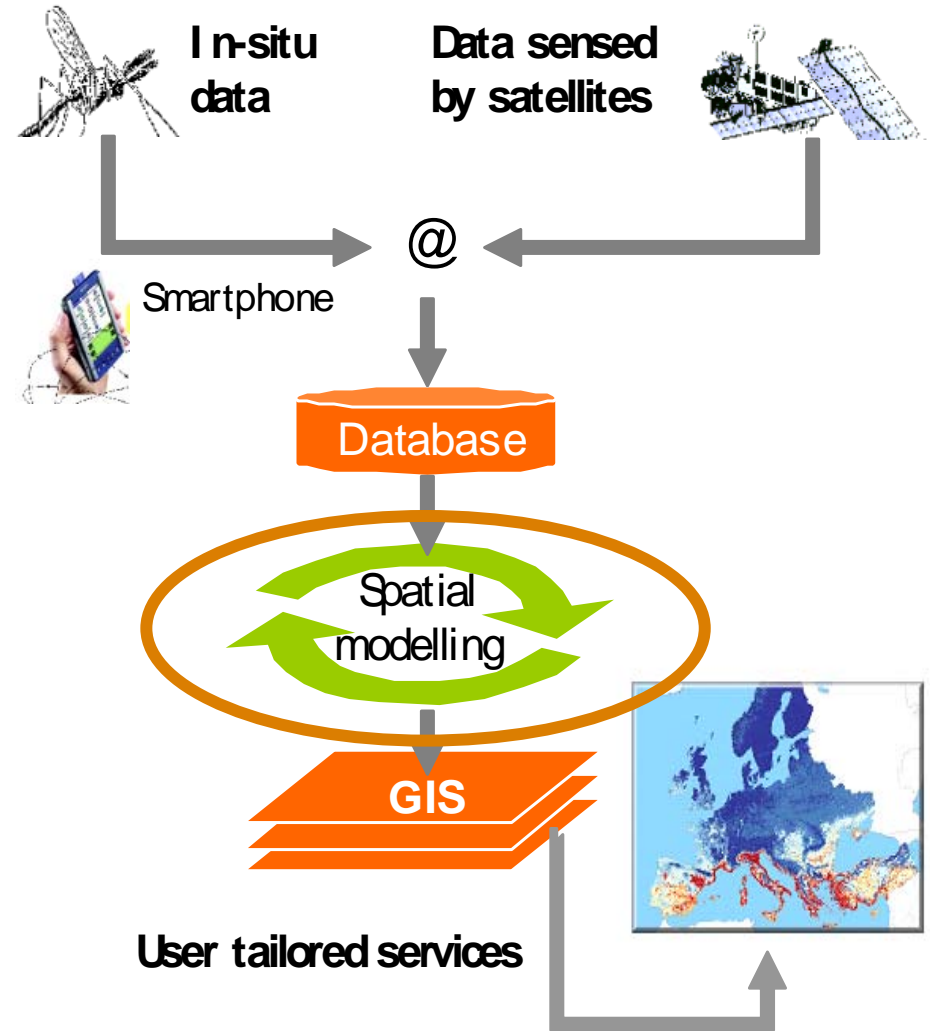 In-situ
data
Data sensed
by satellites
@
Smartphone
Database
Spatial
modelling
GIS
User tailored services